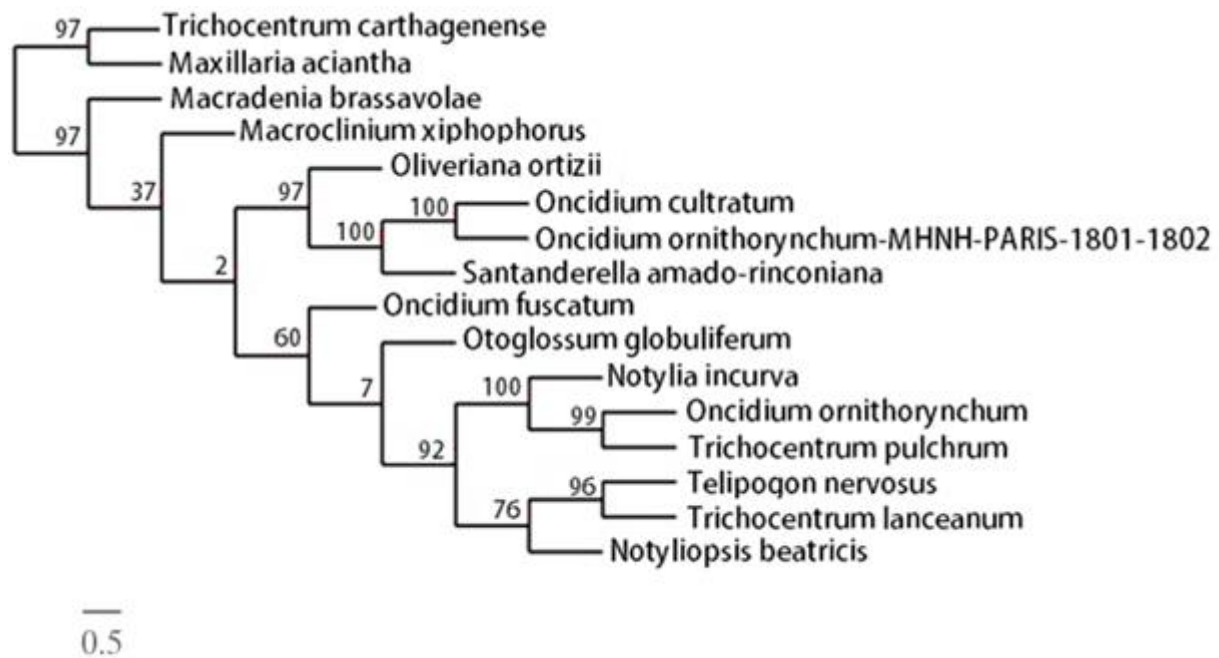 97 Trichocentrum carthagenense
Maxillaria aciantha
Macradenia brassavolae
97
Macroclinium xiphophorus
37
Oliveriana ortizii
97
Oncidium cultratum
100
Oncidium ornithorynchum-MHNH-PARIS-1801-1802
100
Santanderella amado-rinconiana
2
Oncidium fuscatum
60
Otoglossum globuliferum
7
Notylia incurva
100
Oncidium ornithorynchum
99
Trichocentrum pulchrum
92
Telipogon nervosus
96
Trichocentrum lanceanum
76
Notyliopsis beatricis
0.5